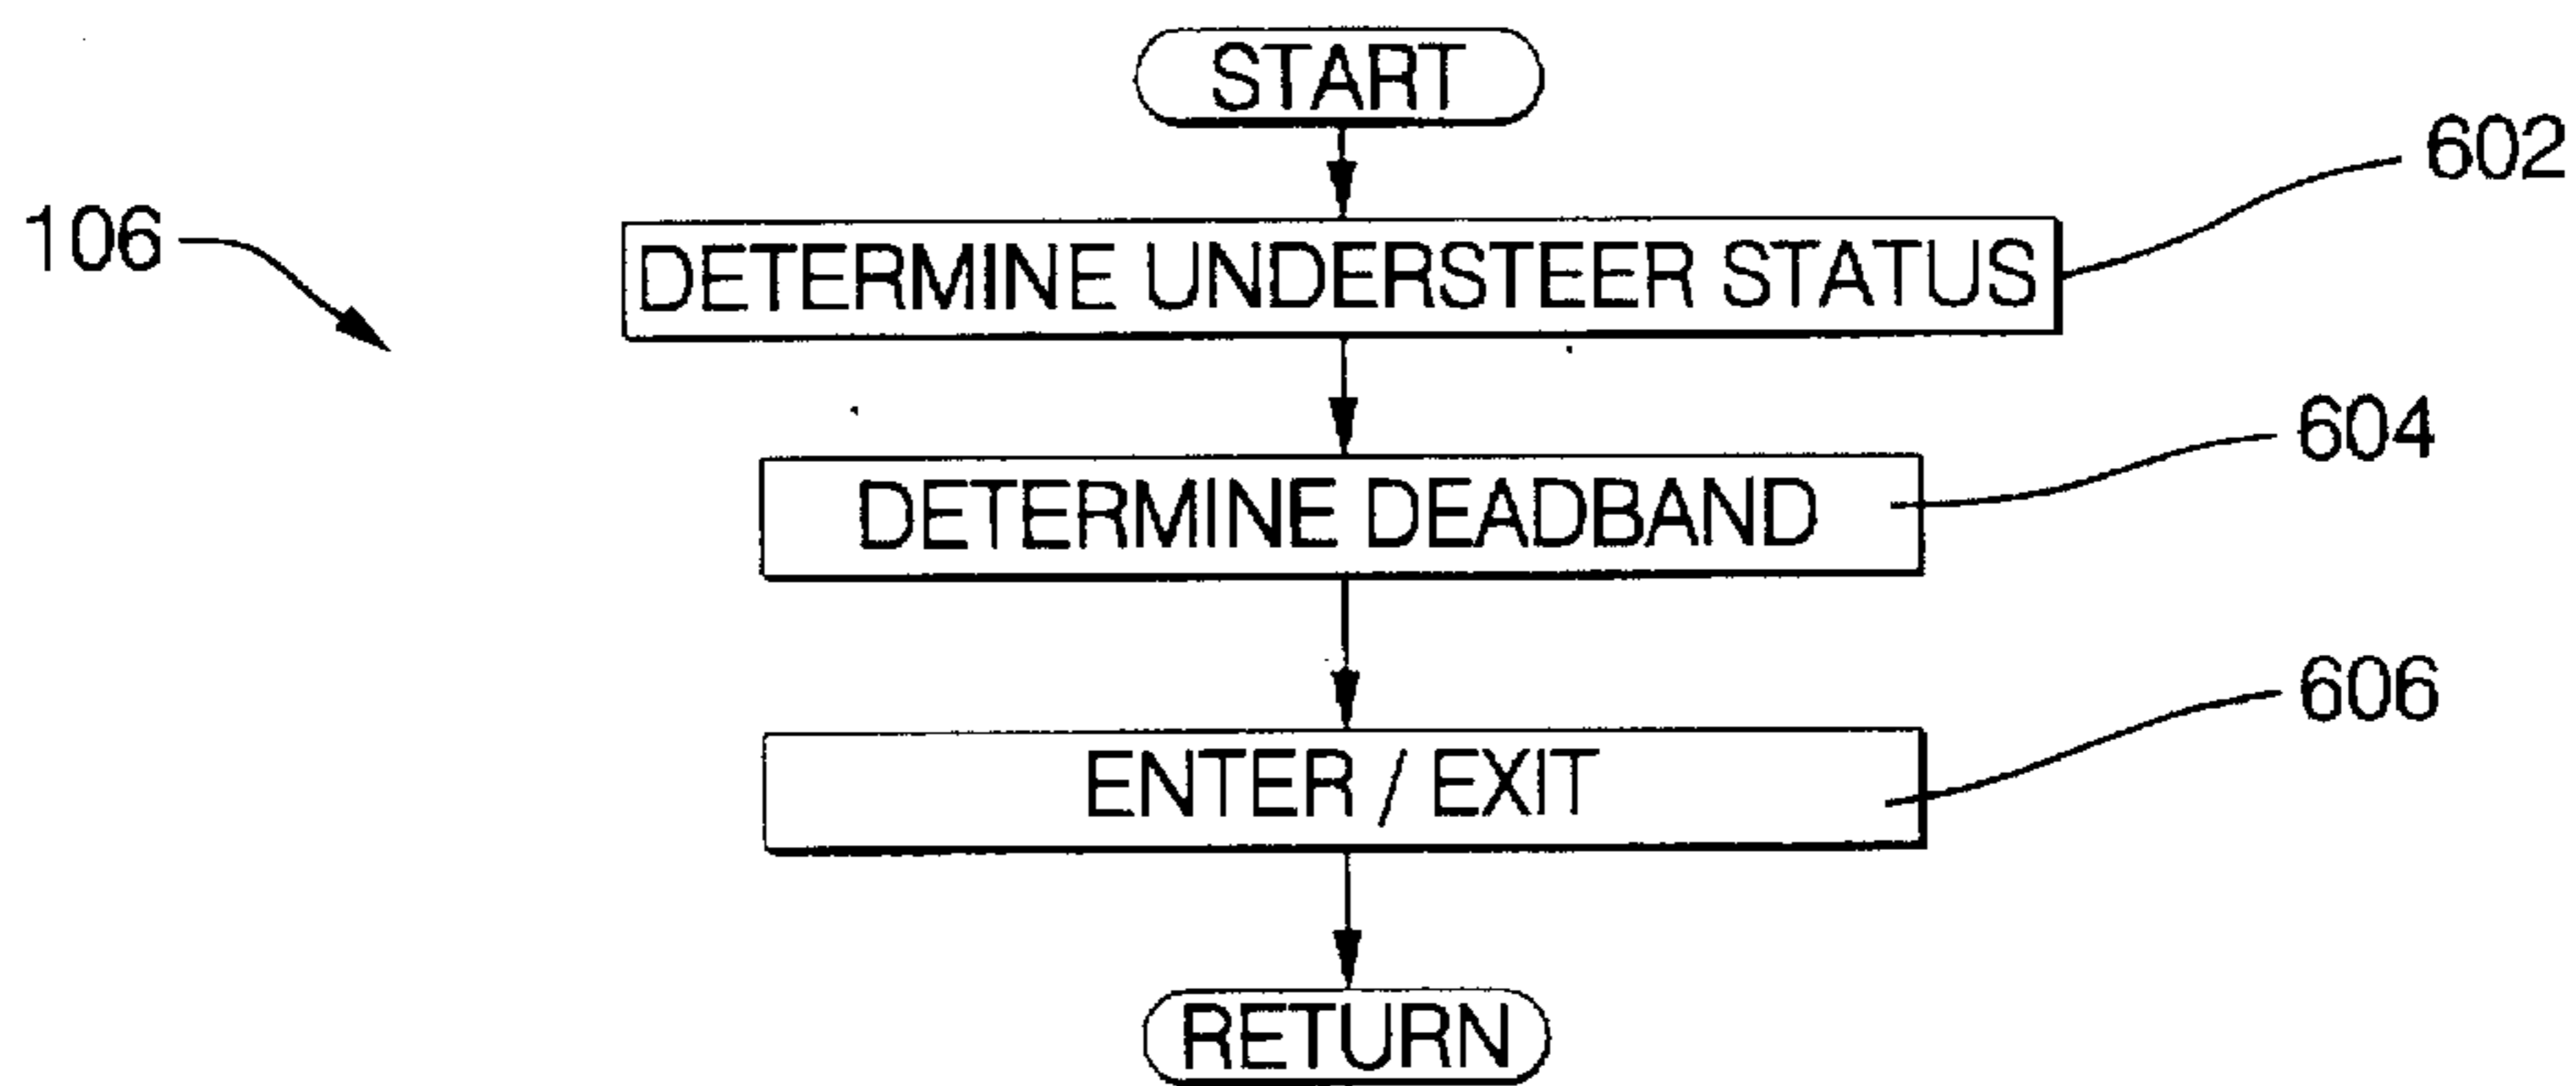 START
602
106
DETERMINE UNDERSTEER STATUS
604
DETERMINE DEADBAND
606
ENTER / EXIT
RETURN